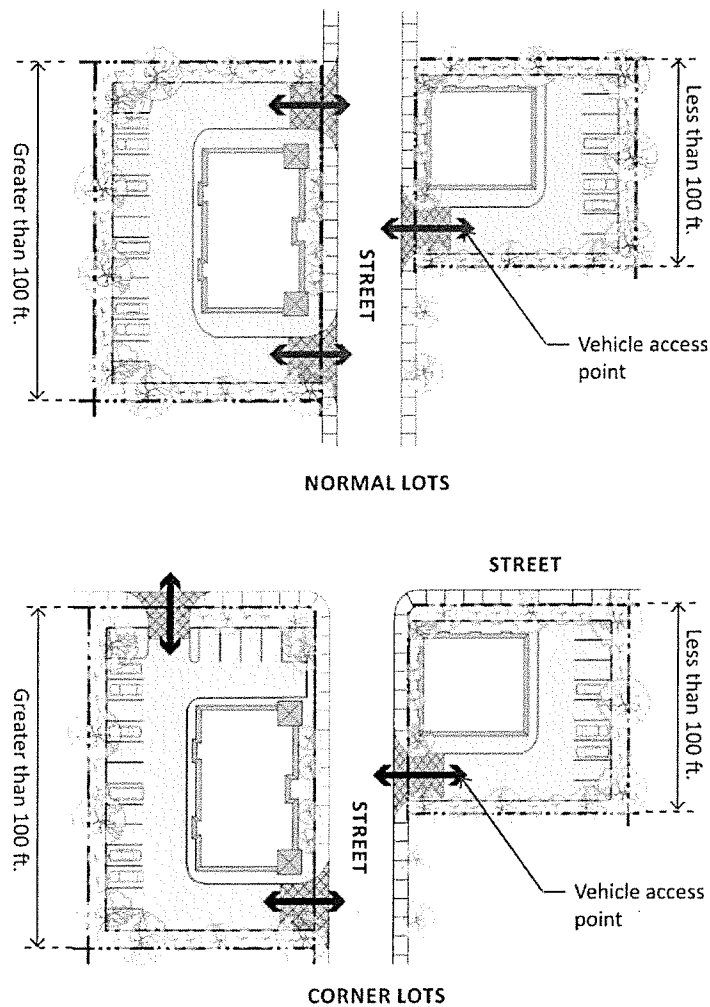 Greater than 100 ft.
STREET
Less than 100 ft.
Vehicle access
point
NORMAL LOTS
STREET
Greater than 100 ft.
STREET
Less than 100 ft.
Vehicle access
point
CORNER LOTS